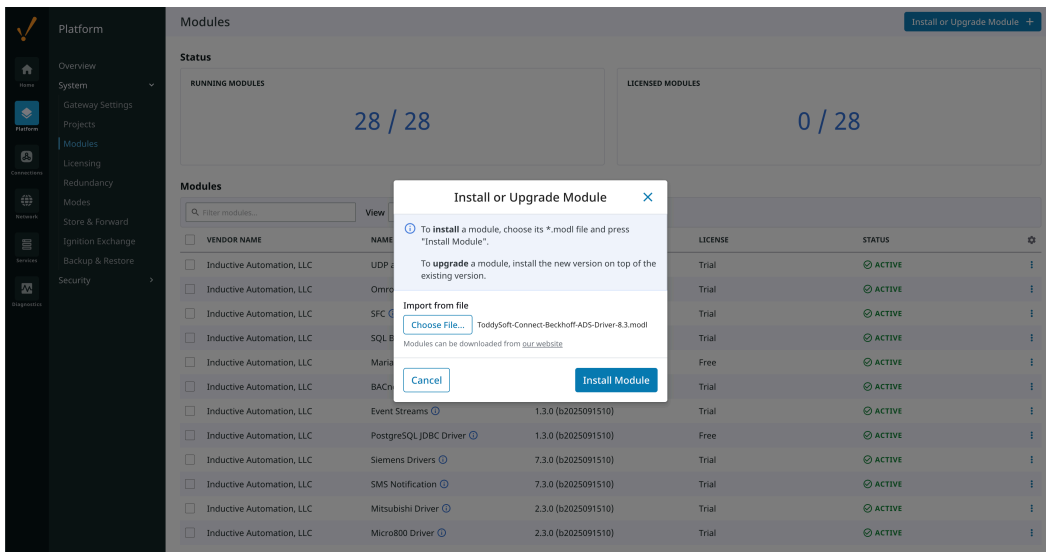 Platform
Modules
Install or Upgrade Module +
Home
Platform
Connections
Network
Services
Diagnostics
Overview
System
Gateway Settings
Projects
Modules
Licensing
Redundancy
Modes
Store & Forward
Ignition Exchange
Backup & Restore
Security
Status
RUNNING MODULES
28 / 28
LICENSED MODULES
0 / 28
Modules
Filter modules...
View
VENDOR NAME NAME LICENSE STATUS
Inductive Automation, LLC UDP Trial ACTIVE
Inductive Automation, LLC Trial ACTIVE
Inductive Automation, LLC SFC Trial ACTIVE
Inductive Automation, LLC SQL Trial ACTIVE
Inductive Automation, LLC Free ACTIVE
Inductive Automation, LLC Trial ACTIVE
Inductive Automation, LLC Event Streams 1.3.0 (b2025091510) Trial ACTIVE
Inductive Automation, LLC PostgreSQL JDBC Driver 1.3.0 (b2025091510) Free ACTIVE
Inductive Automation, LLC Siemens Drivers 7.3.0 (b2025091510) Trial ACTIVE
Inductive Automation, LLC SMS Notification 7.3.0 (b2025091510) Trial ACTIVE
Inductive Automation, LLC Mitsubishi Driver 2.3.0 (b2025091510) Trial ACTIVE
Inductive Automation, LLC Micro800 Driver 2.3.0 (b2025091510) Trial ACTIVE
Install or Upgrade Module
To install a module, choose its *.modl file and press
"Install Module".
To upgrade a module, install the new version on top of the
existing version.
Import from file
Choose File... ToddySoft-Connect-Beckhoff-ADS-Driver-8.3.modl
Modules can be downloaded from our website
Cancel
Install Module